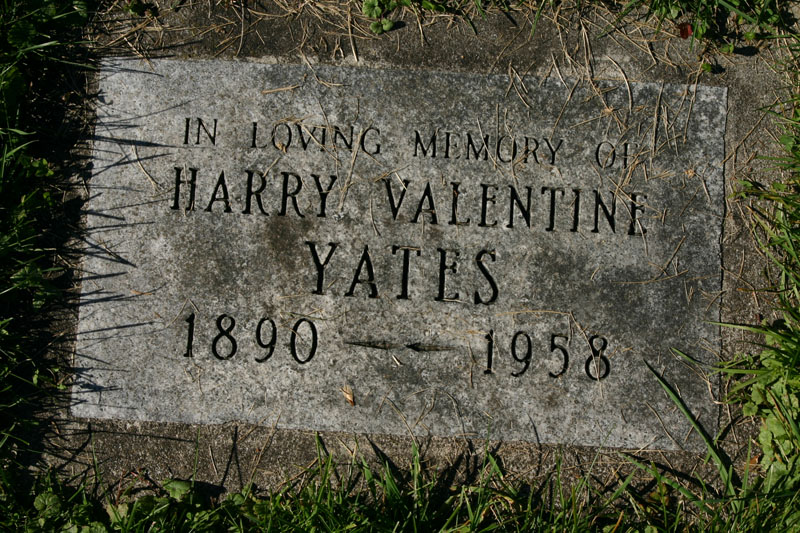 IN LOVING MEMORY OF
HARRY VALENTINE
YATES
1890 — 1958